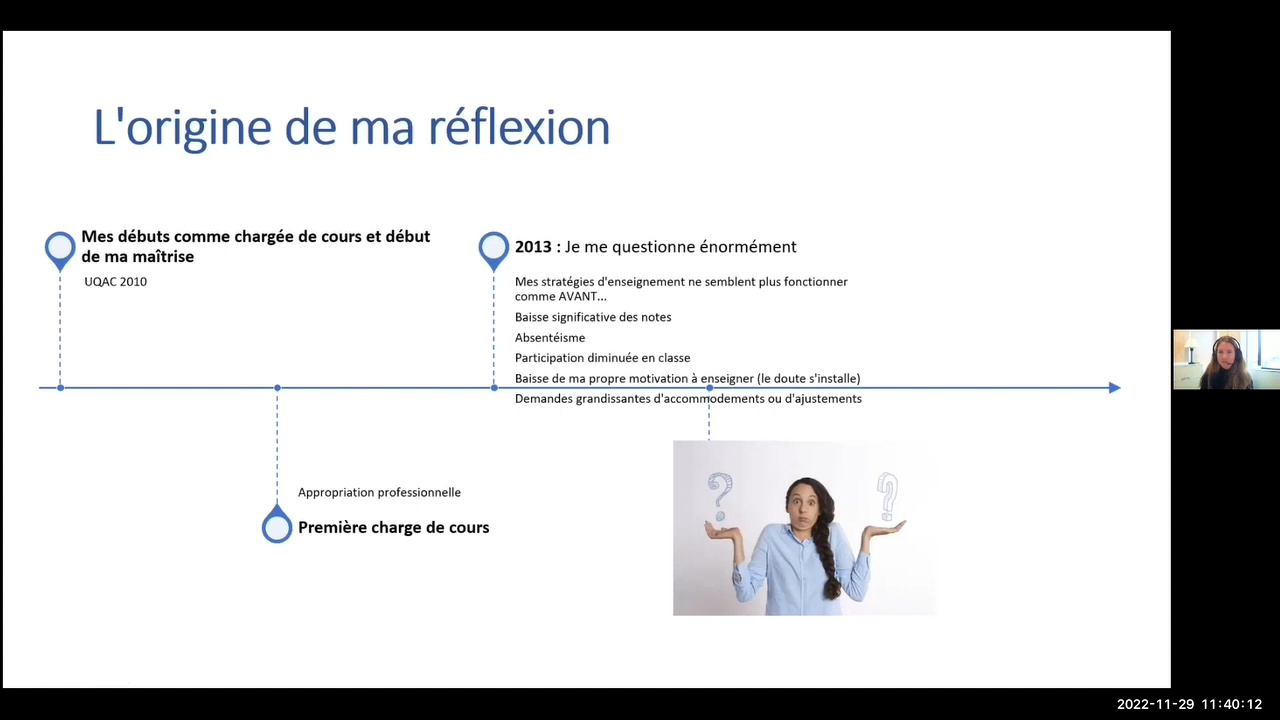 L'origine de ma réflexion
Mes débuts comme chargée de cours et début
de ma maîtrise
UQAC 2010
2013 : Je me questionne énormément
Mes stratégies d'enseignement ne semblent plus fonctionner
comme AVANT...
Baisse significative des notes
Absentéisme
Participation diminuée en classe
Baisse de ma propre motivation à enseigner (le doute s'installe)
Demandes grandissantes d'accommodements ou d'ajustements
Appropriation professionnelle
Première charge de cours
? ?
2022-11-29 11:40:12